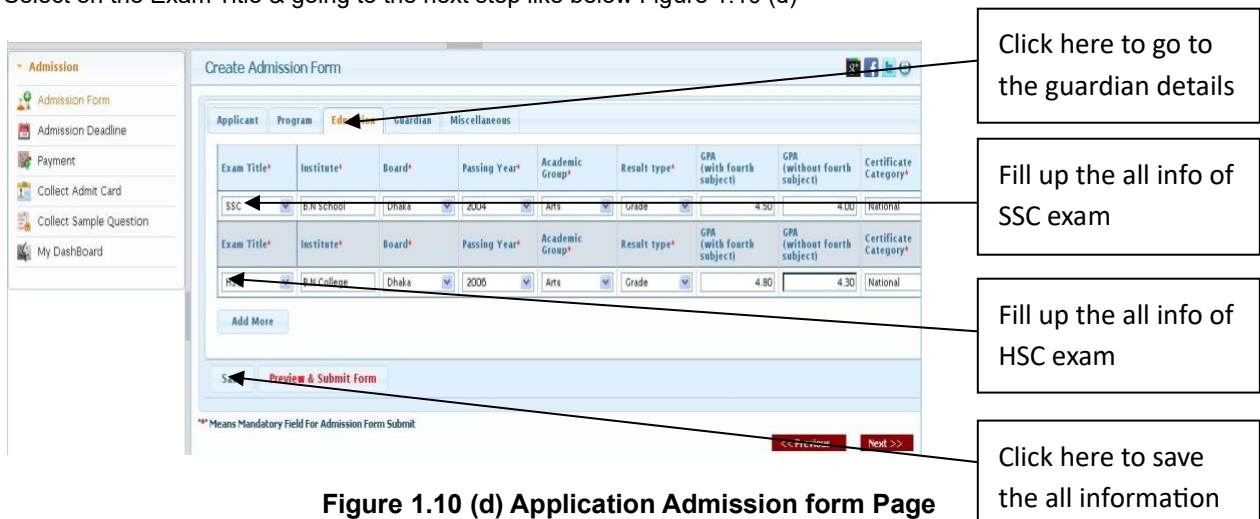 Select on the Exam Title & going to the next step like below Figure 1.10 (d)
Admission
Admission Form
Admission Deadline
Payment
Collect Admit Card
Collect Sample Question
My DashBoard
Create Admission Form
Applicant Program Education Guardian Miscellaneous
Exam Title* Institute* Board* Passing Year* Academic Group* Result type* GPA (with fourth subject) GPA (without fourth subject) Certificate Category*
SSC B.N School Dhaka 2004 Arts Grade 4.50 4.00 National
Exam Title* Institute* Board* Passing Year* Academic Group* Result type* GPA (with fourth subject) GPA (without fourth subject) Certificate Category*
HSC B.N College Dhaka 2006 Arts Grade 4.80 4.30 National
Add More
Save Preview & Submit Form
"*" Means Mandatory Field For Admission Form Submit
<< Previous Next >>
Click here to go to
the guardian details
Fill up the all info of
SSC exam
Fill up the all info of
HSC exam
Click here to save
the all information
Figure 1.10 (d) Application Admission form Page